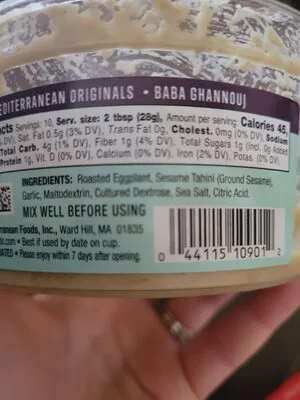 EDITERRANEAN ORIGINALS • BABA GHANNOUJ
cts Servings: 10, Serv. size: 2 tbsp (28g), Amount per serving: Calories 45,
DV), Sat. Fat 0.5g (3% DV), Trans Fat 0g, Cholest. 0mg (0% DV), Sodium
Total Carb. 4g (1% DV), Fiber 1g (4% DV), Total Sugars 1g (Incl. 0g Added
Protein 1g, Vit. D (0% DV), Calcium (0% DV), Iron (2% DV), Potas. (0% DV).
INGREDIENTS: Roasted Eggplant, Sesame Tahini (Ground Sesame),
Garlic, Maltodextrin, Cultured Dextrose, Sea Salt, Citric Acid.
MIX WELL BEFORE USING
rranean Foods, Inc., Ward Hill, MA 01835
ds.com • Best if used by date on cup.
RATED • Please enjoy within 7 days after opening.
0 44115 10901 2